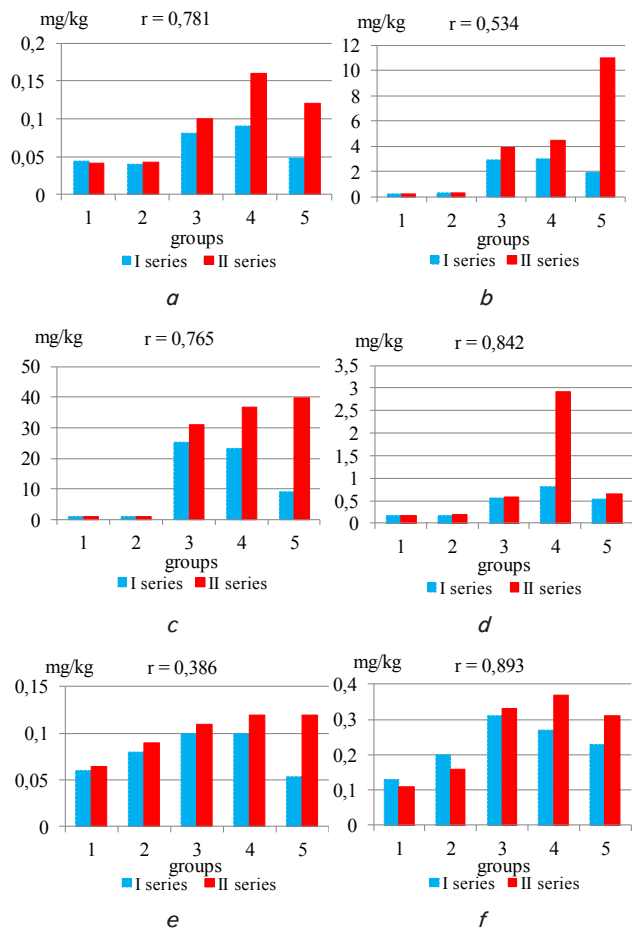 mg/kg r = 0,781
0,2
0,15
0,1
0,05
0
1 2 3 4 5
groups
I series II series
a
mg/kg r = 0,534
12
10
8
6
4
2
0
1 2 3 4 5
groups
I series II series
b
mg/kg r = 0,765
50
40
30
20
10
0
1 2 3 4 5
groups
I series II series
c
mg/kg r = 0,842
3,5
3
2,5
2
1,5
1
0,5
0
1 2 3 4 5
groups
I series II series
d
mg/kg r = 0,386
0,15
0,1
0,05
0
1 2 3 4 5
groups
I series II series
e
mg/kg r = 0,893
0,4
0,3
0,2
0,1
0
1 2 3 4 5
groups
I series II series
f